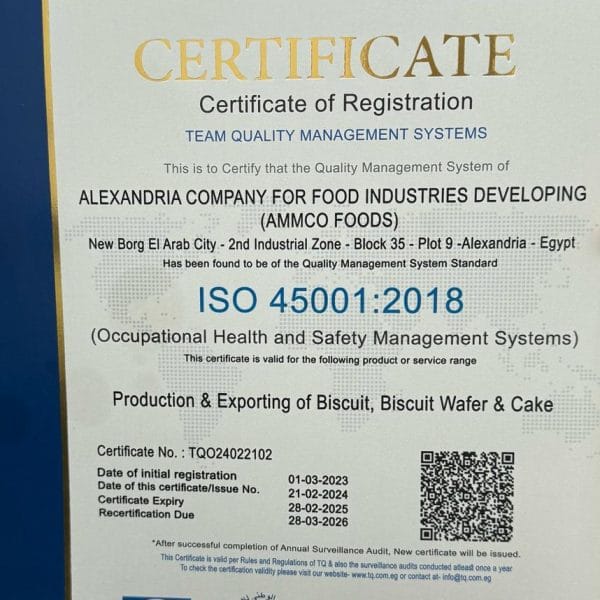 CERTIFICATE
Certificate of Registration
TEAM QUALITY MANAGEMENT SYSTEMS
This is to Certify that the Quality Management System of
ALEXANDRIA COMPANY FOR FOOD INDUSTRIES DEVELOPING
(AMMCO FOODS)
New Borg El Arab City - 2nd Industrial Zone - Block 35 - Plot 9 -Alexandria - Egypt
Has been found to be of the Quality Management System Standard
ISO 45001:2018
(Occupational Health and Safety Management Systems)
This certificate is valid for the following product or service range
Production & Exporting of Biscuit, Biscuit Wafer & Cake
Certificate No. : TQO24022102
Date of initial registration 01-03-2023
Date of this certificate/Issue No. 21-02-2024
Certificate Expiry 28-02-2025
Recertification Due 28-03-2026
*After successful completion of Annual Surveillance Audit, New certificate will be issued.
This Certificate is valid per Rules and Regulations of TQ & also the surveillance audits conducted atleast once a year
To check the certification validity please visit our website- www.tq.com.eg or contact at- info@tq.com.eg